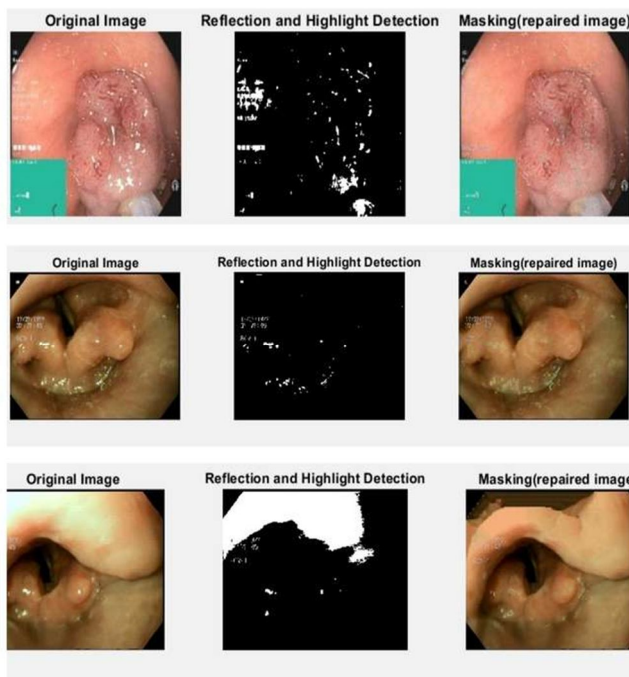 Original Image Reflection and Highlight Detection Masking(repaired image)
Original Image Reflection and Highlight Detection Masking(repaired image)
Original Image Reflection and Highlight Detection Masking(repaired image